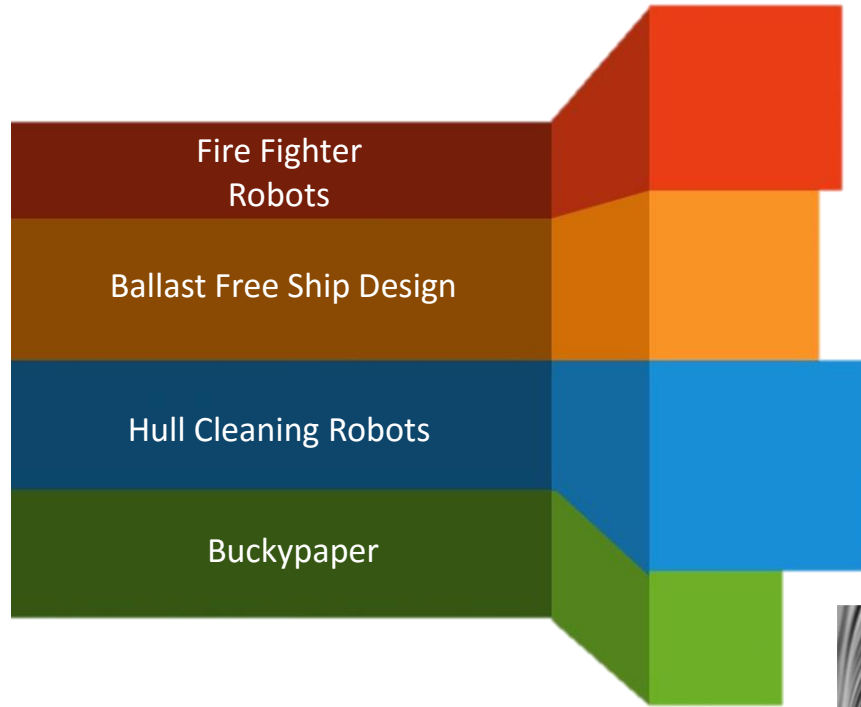 Fire Fighter
Robots
Ballast Free Ship Design
Hull Cleaning Robots
Buckypaper